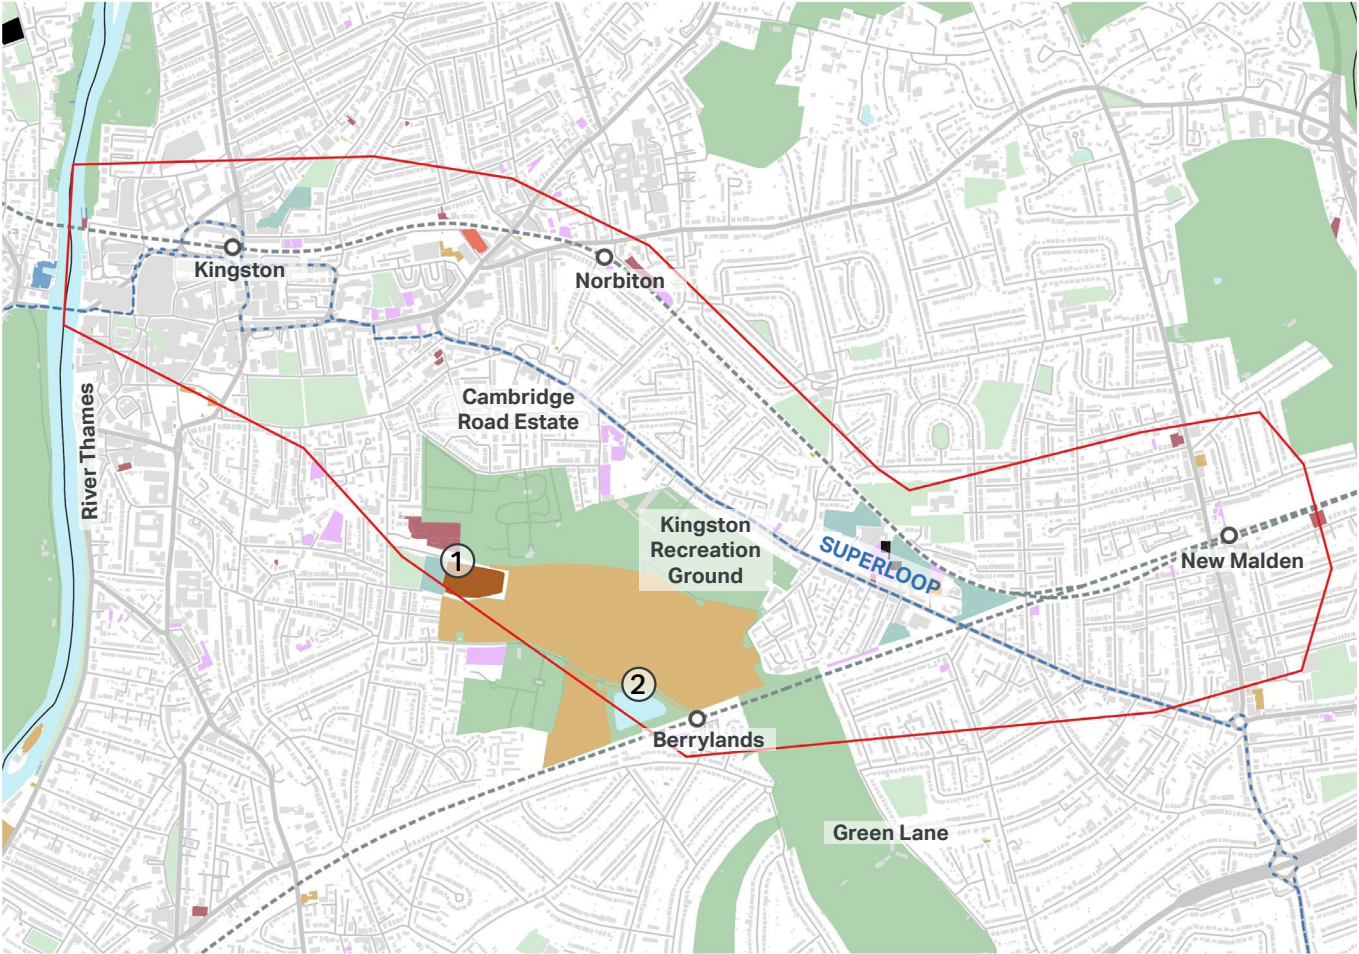 Kingston
Norbiton
River Thames
Cambridge
Road Estate
Kingston
Recreation
Ground
SUPERLOOP
New Malden
1
2
Berrylands
Green Lane